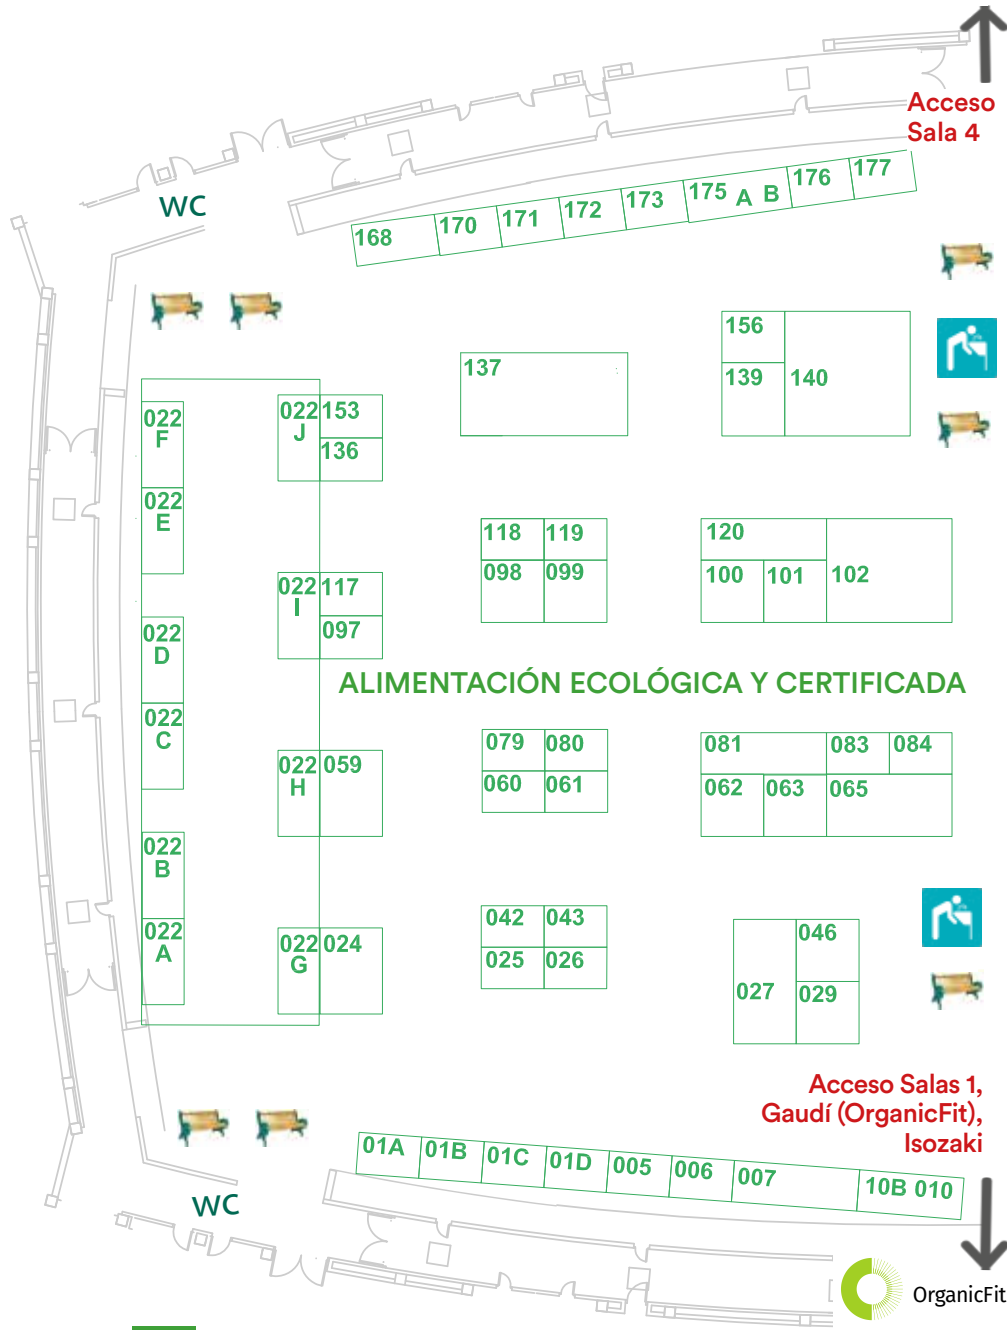 Acceso
Sala 4
WC
168
170
171
172
173
175 A B
176
177
156
139
140
137
022
F
022
J
153
136
022
E
118
119
098
099
120
100
101
102
022
I
117
097
022
D
022
C
ALIMENTACIÓN ECOLÓGICA Y CERTIFICADA
079
080
060
061
081
083
084
062
063
065
022
H
059
022
B
022
A
022
G
024
042
043
025
026
046
027
029
Acceso Salas 1,
Gaudí (OrganicFit),
Isozaki
01A
01B
01C
01D
005
006
007
10B 010
WC
OrganicFit